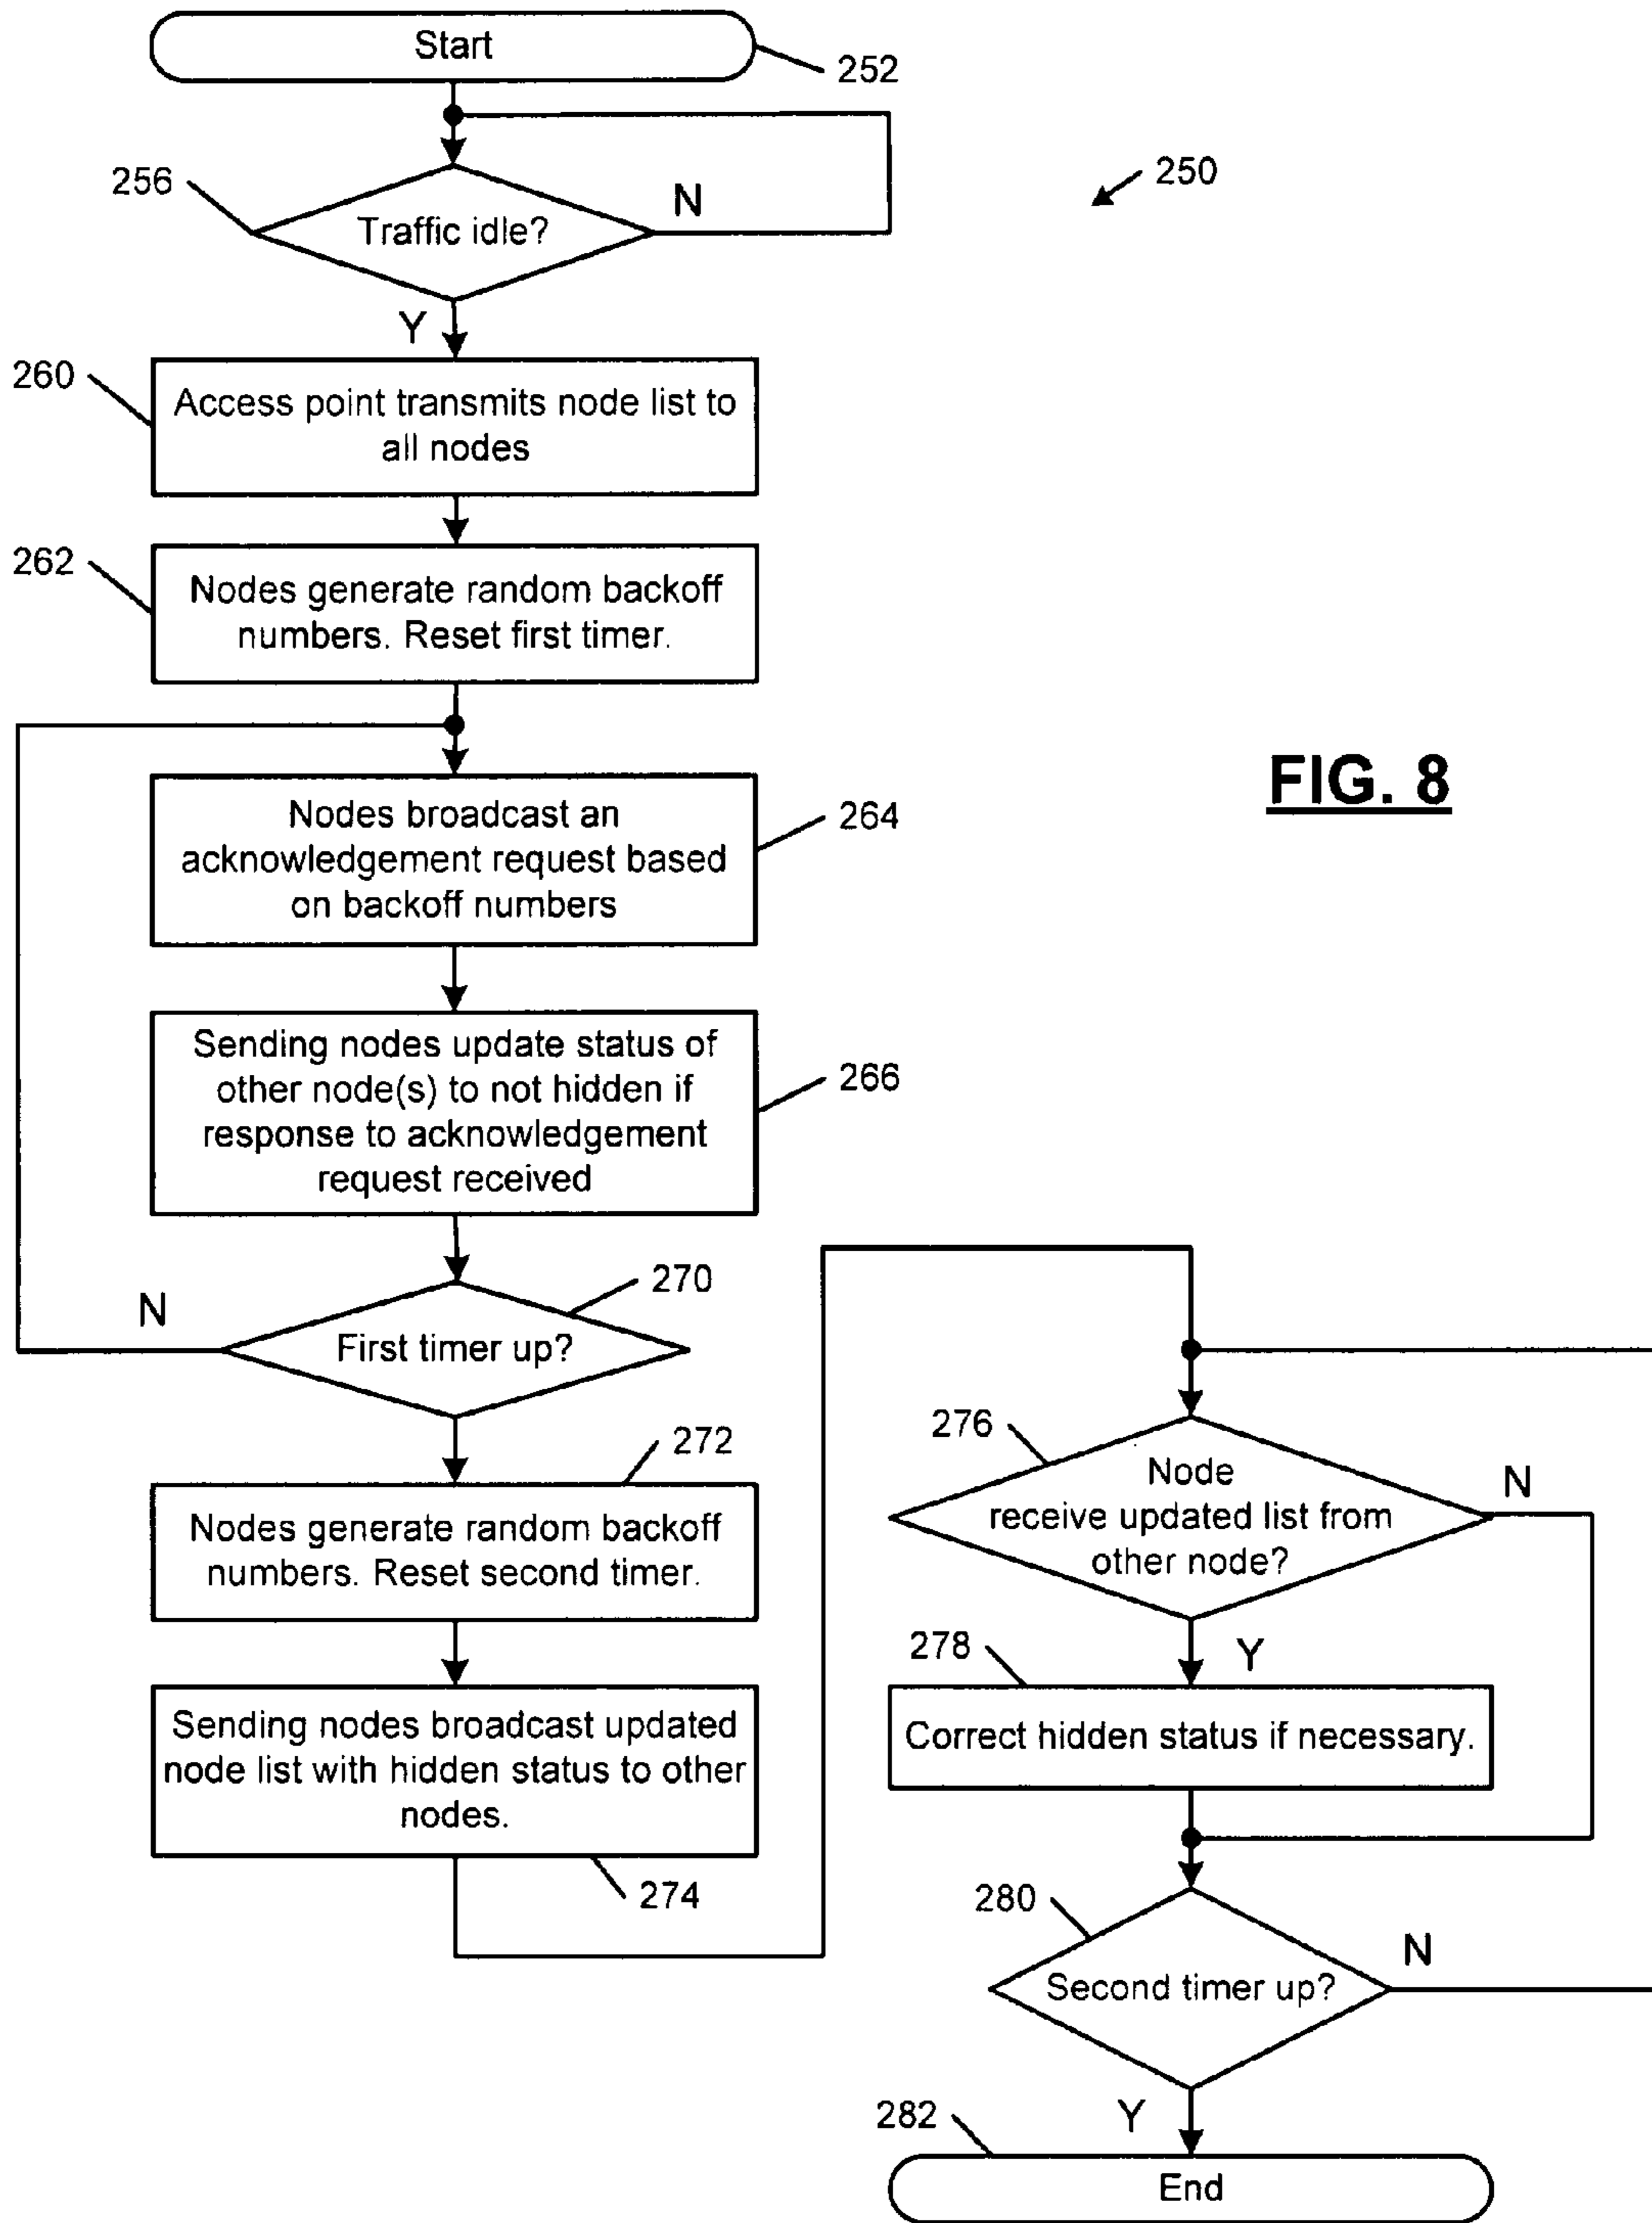 Start
252
250
256
Traffic idle?
N
Y
260
Access point transmits node list to
all nodes
262
Nodes generate random backoff
numbers. Reset first timer.
FIG. 8
Nodes broadcast an
acknowledgement request based
on backoff numbers
264
Sending nodes update status of
other node(s) to not hidden if
response to acknowledgement
request received
266
270
N
First timer up?
272
Nodes generate random backoff
numbers. Reset second timer.
Sending nodes broadcast updated
node list with hidden status to other
nodes.
274
276
Node
receive updated list from
other node?
N
Y
278
Correct hidden status if necessary.
280
Second timer up?
N
Y
282
End